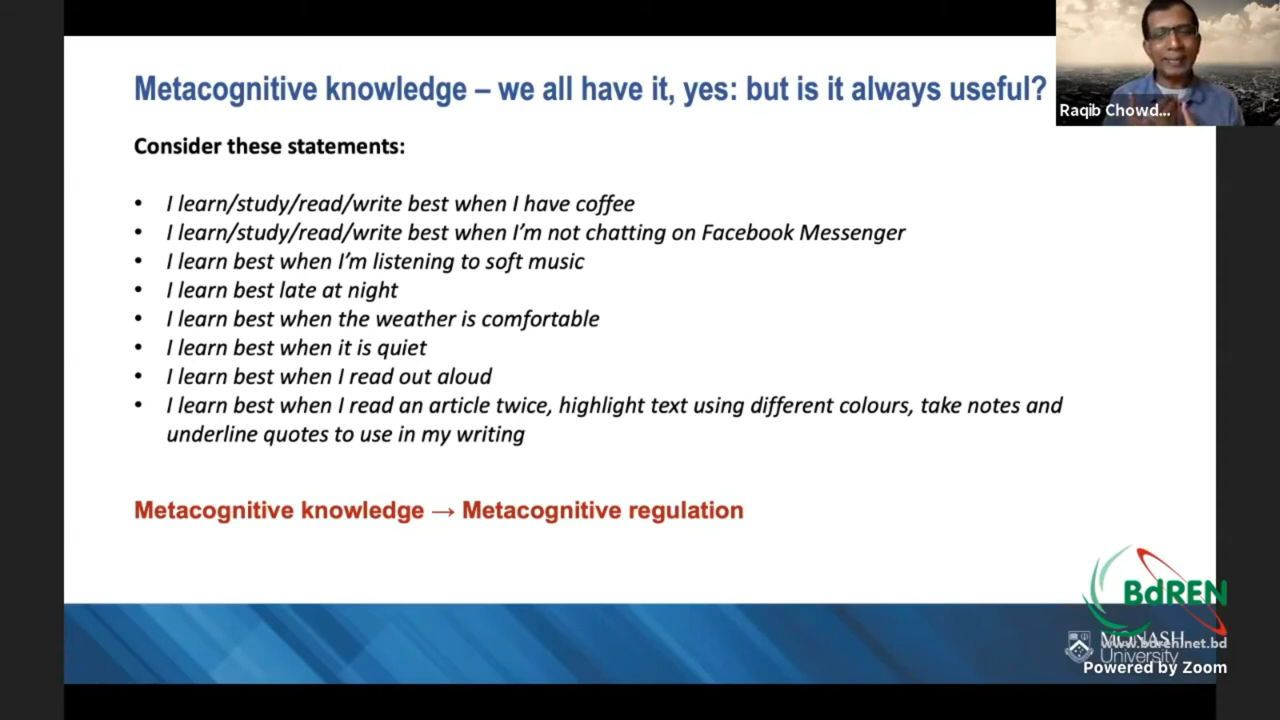 Metacognitive knowledge – we all have it, yes: but is it always useful?
Raqib Chowd...
Consider these statements:
• I learn/study/read/write best when I have coffee
• I learn/study/read/write best when I'm not chatting on Facebook Messenger
• I learn best when I'm listening to soft music
• I learn best late at night
• I learn best when the weather is comfortable
• I learn best when it is quiet
• I learn best when I read out aloud
• I learn best when I read an article twice, highlight text using different colours, take notes and
underline quotes to use in my writing
Metacognitive knowledge → Metacognitive regulation
BdREN
MONASH
www.bdren.net.bd
University
Powered by Zoom